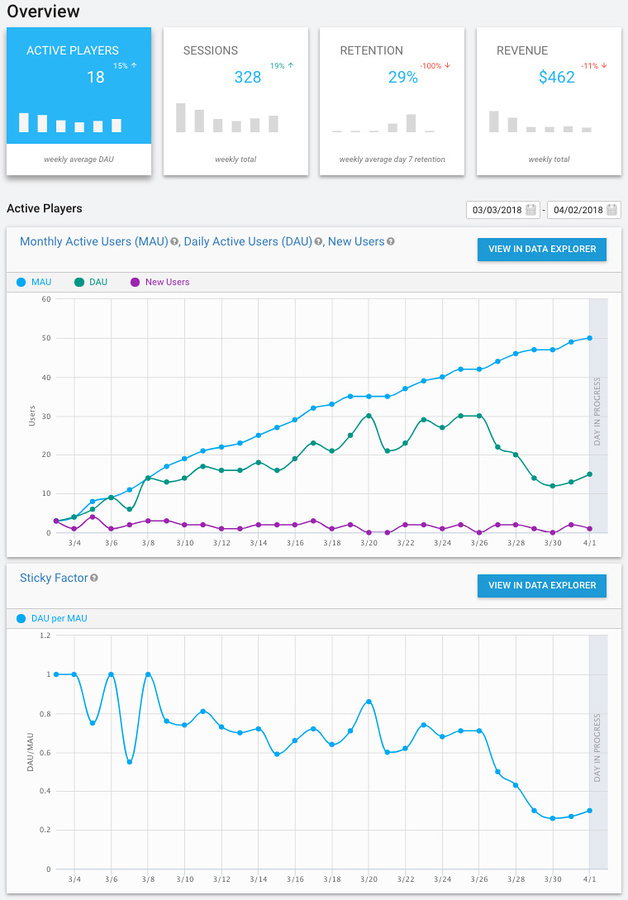 Overview
ACTIVE PLAYERS
15% ↑
18
weekly average DAU
SESSIONS
19% ↑
328
weekly total
RETENTION
-100% ↓
29%
weekly average day 7 retention
REVENUE
-11% ↓
$462
weekly total
Active Players
03/03/2018 - 04/02/2018
Monthly Active Users (MAU) ?, Daily Active Users (DAU) ?, New Users ?
VIEW IN DATA EXPLORER
MAU DAU New Users
60
50
40
30
20
10
0
Users
DAY IN PROGRESS
3/4 3/6 3/8 3/10 3/12 3/14 3/16 3/18 3/20 3/22 3/24 3/26 3/28 3/30 4/1
Sticky Factor ?
VIEW IN DATA EXPLORER
DAU per MAU
1.2
1
0.8
0.6
0.4
0.2
0
DAU/MAU
DAY IN PROGRESS
3/4 3/6 3/8 3/10 3/12 3/14 3/16 3/18 3/20 3/22 3/24 3/26 3/28 3/30 4/1